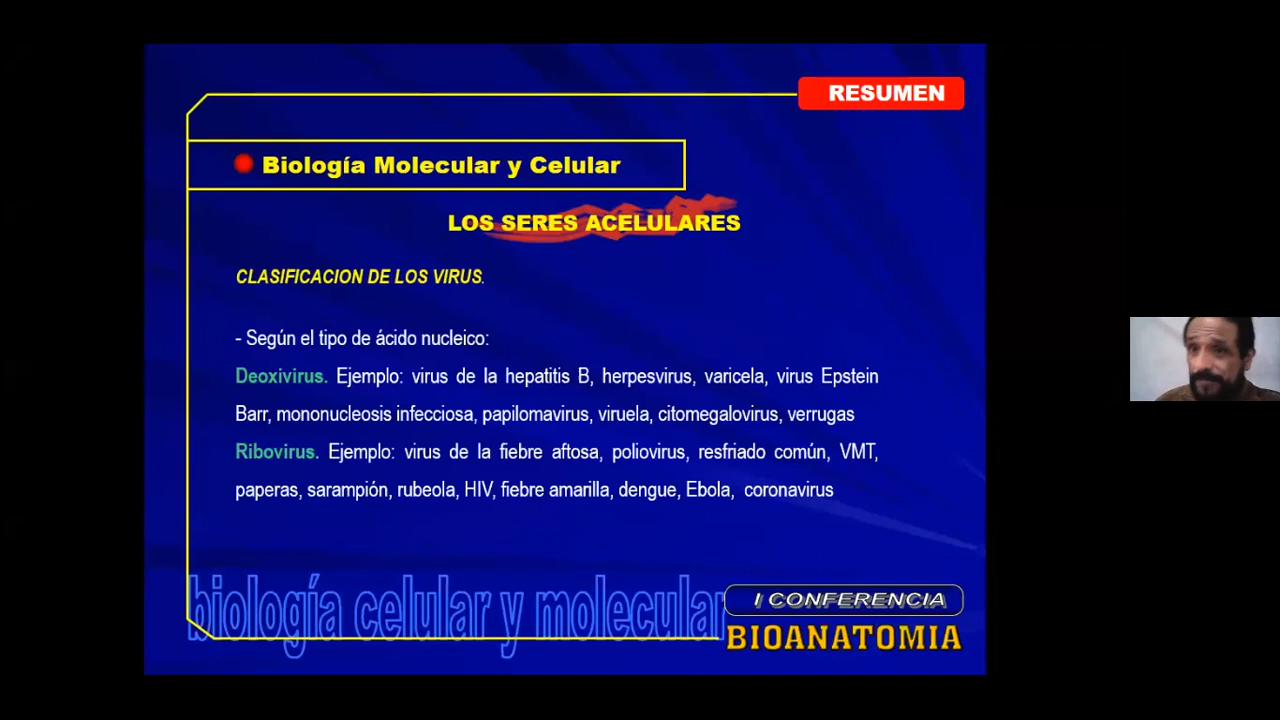 RESUMEN
Biología Molecular y Celular
LOS SERES ACELULARES
CLASIFICACION DE LOS VIRUS.
- Según el tipo de ácido nucleico:
Deoxivirus. Ejemplo: virus de la hepatitis B, herpesvirus, varicela, virus Epstein
Barr, mononucleosis infecciosa, papilomavirus, viruela, citomegalovirus, verrugas
Ribovirus. Ejemplo: virus de la fiebre aftosa, poliovirus, resfriado común, VMT,
paperas, sarampión, rubeola, HIV, fiebre amarilla, dengue, Ebola, coronavirus
biología celular y molecular
I CONFERENCIA
BIOANATOMIA